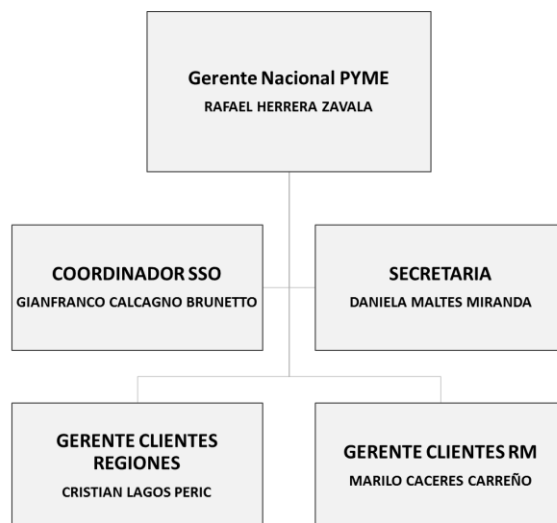 Gerente Nacional PYME
RAFAEL HERRERA ZAVALA
COORDINADOR SSO
GIANFRANCO CALCAGNO BRUNETTO
SECRETARIA
DANIELA MALTES MIRANDA
GERENTE CLIENTES
REGIONES
CRISTIAN LAGOS PERIC
GERENTE CLIENTES RM
MARILO CACERES CARREÑO